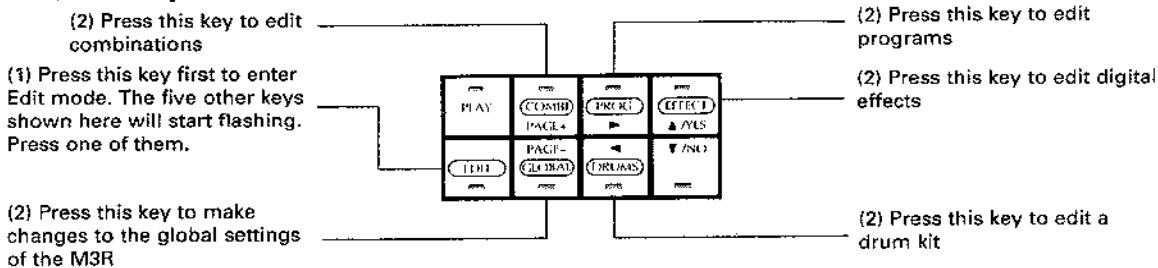 (2) Press this key to edit
combinations
(1) Press this key first to enter
Edit mode. The five other keys
shown here will start flashing.
Press one of them.
(2) Press this key to make
changes to the global settings
of the M3R
PLAY
COMBI
PAGE+
PROG
►
EFFECT
▲/YES
EDIT
PAGE-
GLOBAL
◄
DRUMS
▼/NO
(2) Press this key to edit
programs
(2) Press this key to edit digital
effects
(2) Press this key to edit a
drum kit